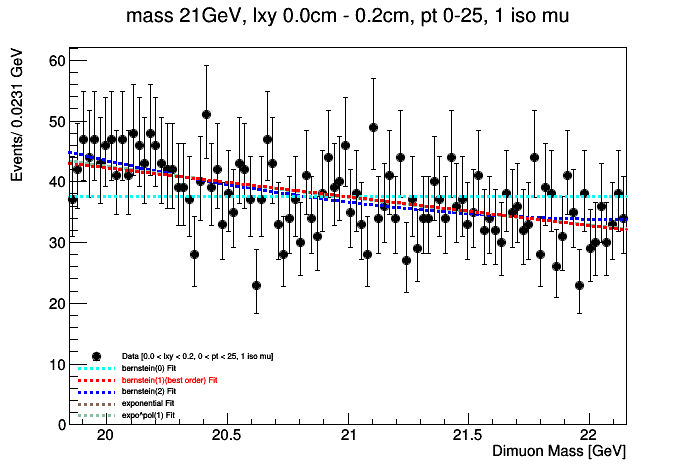 mass 21GeV, lxy 0.0cm - 0.2cm, pt 0-25, 1 iso mu
Events/ 0.0231 GeV
60
50
40
30
20
10
0
Data [0.0 < lxy < 0.2, 0 < pt < 25, 1 iso mu]
bernstein(0) Fit
bernstein(1)(best order) Fit
bernstein(2) Fit
exponential Fit
expo^pol(1) Fit
20 20.5 21 21.5 22
Dimuon Mass [GeV]